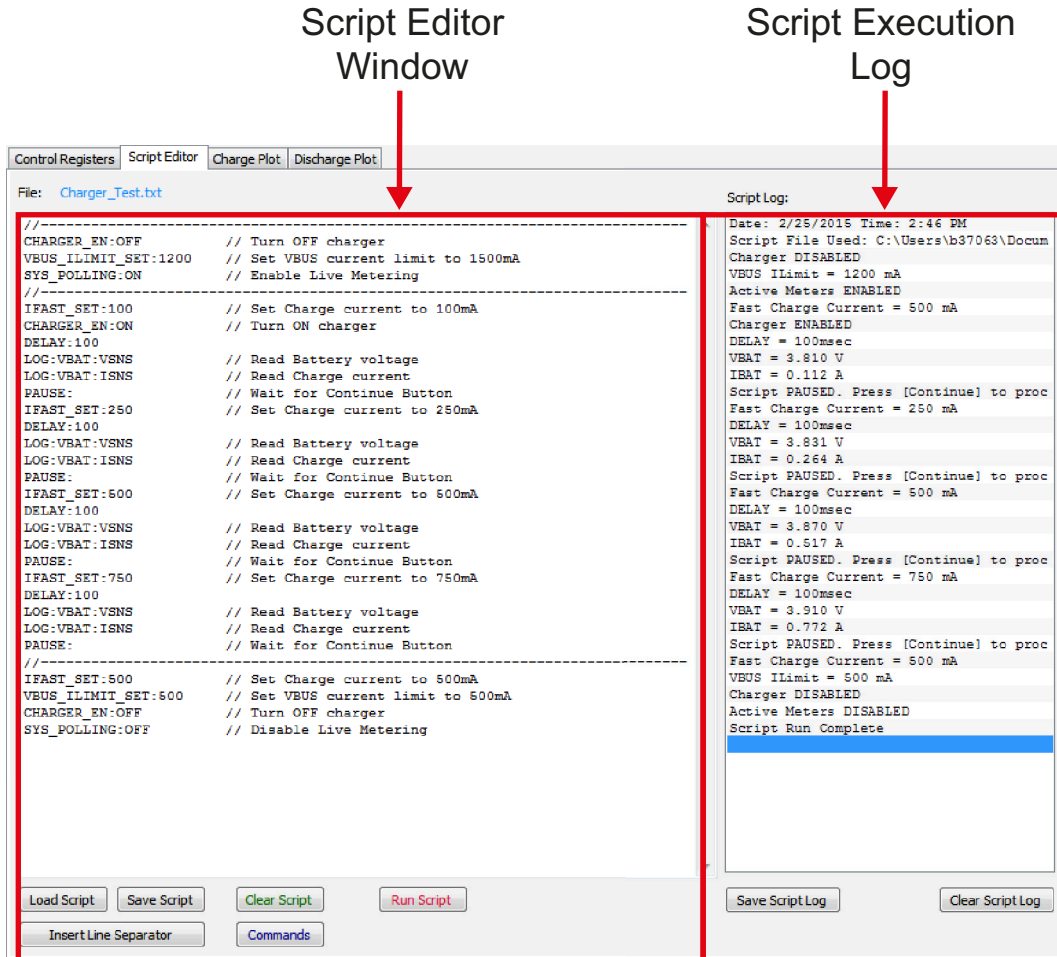 Script Editor
Window
Script Execution
Log
Control Registers Script Editor Charge Plot Discharge Plot
File: Charger_Test.txt
//------------------------------------------------------------------------------
CHARGER_EN:OFF // Turn OFF charger
VBUS_ILIMIT_SET:1200 // Set VBUS current limit to 1500mA
SYS_POLLING:ON // Enable Live Metering
//------------------------------------------------------------------------------
IFAST_SET:100 // Set Charge current to 100mA
CHARGER_EN:ON // Turn ON charger
DELAY:100
LOG:VBAT:VSNS // Read Battery voltage
LOG:VBAT:ISNS // Read Charge current
PAUSE: // Wait for Continue Button
IFAST_SET:250 // Set Charge current to 250mA
DELAY:100
LOG:VBAT:VSNS // Read Battery voltage
LOG:VBAT:ISNS // Read Charge current
PAUSE: // Wait for Continue Button
IFAST_SET:500 // Set Charge current to 500mA
DELAY:100
LOG:VBAT:VSNS // Read Battery voltage
LOG:VBAT:ISNS // Read Charge current
PAUSE: // Wait for Continue Button
IFAST_SET:750 // Set Charge current to 750mA
DELAY:100
LOG:VBAT:VSNS // Read Battery voltage
LOG:VBAT:ISNS // Read Charge current
PAUSE: // Wait for Continue Button
//------------------------------------------------------------------------------
IFAST_SET:500 // Set Charge current to 500mA
VBUS_ILIMIT_SET:500 // Set VBUS current limit to 500mA
CHARGER_EN:OFF // Turn OFF charger
SYS_POLLING:OFF // Disable Live Metering
Load Script Save Script Clear Script Run Script
Insert Line Separator Commands
Script Log:
Date: 2/25/2015 Time: 2:46 PM
Script File Used: C:\Users\b37063\Docum
Charger DISABLED
VBUS ILimit = 1200 mA
Active Meters ENABLED
Fast Charge Current = 500 mA
Charger ENABLED
DELAY = 100msec
VBAT = 3.810 V
IBAT = 0.112 A
Script PAUSED. Press [Continue] to proc
Fast Charge Current = 250 mA
DELAY = 100msec
VBAT = 3.831 V
IBAT = 0.264 A
Script PAUSED. Press [Continue] to proc
Fast Charge Current = 500 mA
DELAY = 100msec
VBAT = 3.870 V
IBAT = 0.517 A
Script PAUSED. Press [Continue] to proc
Fast Charge Current = 750 mA
DELAY = 100msec
VBAT = 3.910 V
IBAT = 0.772 A
Script PAUSED. Press [Continue] to proc
Fast Charge Current = 500 mA
VBUS ILimit = 500 mA
Charger DISABLED
Active Meters DISABLED
Script Run Complete
Save Script Log Clear Script Log